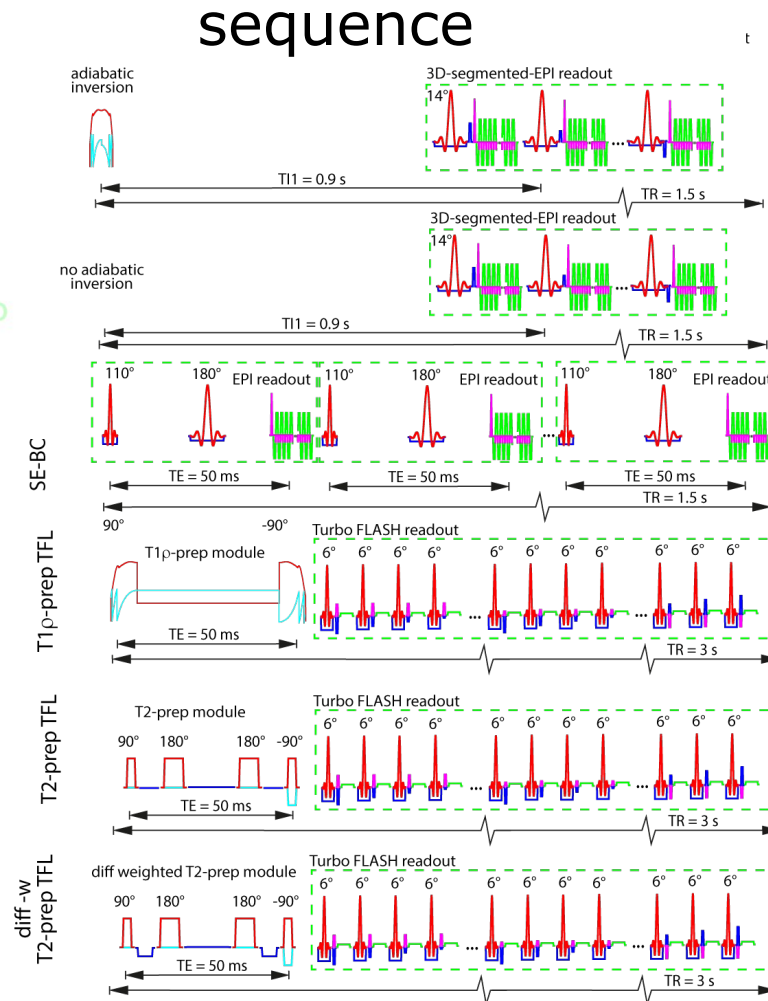 sequence
t
adiabatic
inversion
3D-segmented-EPI readout
14°
...
TI1 = 0.9 s
TR = 1.5 s
3D-segmented-EPI readout
14°
no adiabatic
inversion
...
TI1 = 0.9 s
TR = 1.5 s
SE-BC
110° 180° EPI readout 110° 180° EPI readout ... 110° 180° EPI readout
TE = 50 ms TE = 50 ms TE = 50 ms
TR = 1.5 s
T1ρ-prep TFL
90° -90°
T1ρ-prep module
Turbo FLASH readout
6° 6° 6° 6° ... 6° 6° 6° 6° ... 6° 6° 6°
TE = 50 ms
TR = 3 s
T2-prep TFL
T2-prep module
Turbo FLASH readout
90° 180° 180° -90°
6° 6° 6° 6° ... 6° 6° 6° 6° ... 6° 6° 6°
TE = 50 ms
TR = 3 s
diff -w
T2-prep TFL
diff weighted T2-prep module
Turbo FLASH readout
90° 180° 180° -90°
6° 6° 6° 6° ... 6° 6° 6° 6° ... 6° 6° 6°
TE = 50 ms
TR = 3 s